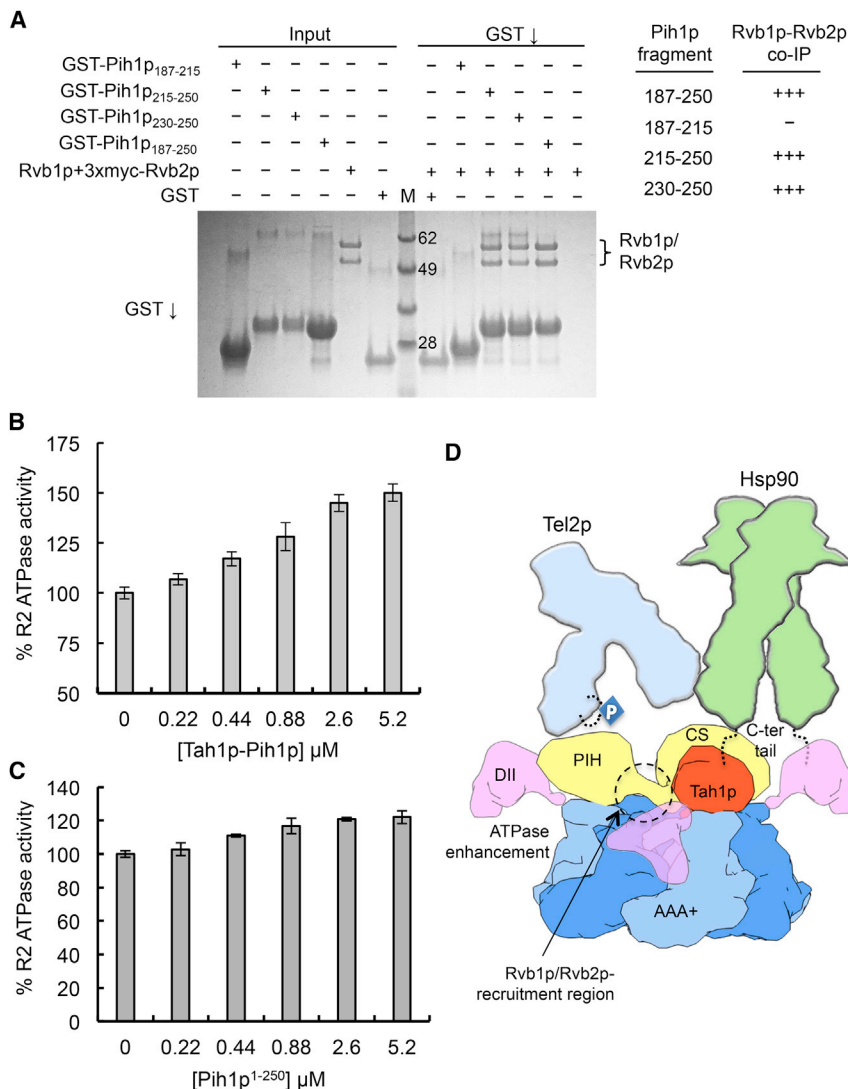 A
Input
GST ↓
Pih1p fragment
Rvb1p-Rvb2p co-IP
GST-Pih1p187-215 + – – – – – – + – – – –
GST-Pih1p215-250 – + – – – – – – + – – –
GST-Pih1p230-250 – – + – – – – – – + – –
GST-Pih1p187-250 – – – + – – – – – – + –
Rvb1p+3xmyc-Rvb2p – – – – + – + + + + + +
GST – – – – – + M + – – – – –
187-250 +++
187-215 –
215-250 +++
230-250 +++
62
49
28
Rvb1p/
Rvb2p
GST ↓
B
% R2 ATPase activity
175
150
125
100
75
50
0 0.22 0.44 0.88 2.6 5.2
[Tah1p-Pih1p] µM
C
% R2 ATPase activity
140
120
100
80
60
40
20
0
0 0.22 0.44 0.88 2.6 5.2
[Pih1p1-250] µM
D
Hsp90
Tel2p
P
CS
C-ter
tail
DII
PIH
Tah1p
ATPase
enhancement
AAA+
Rvb1p/Rvb2p-
recruitment region